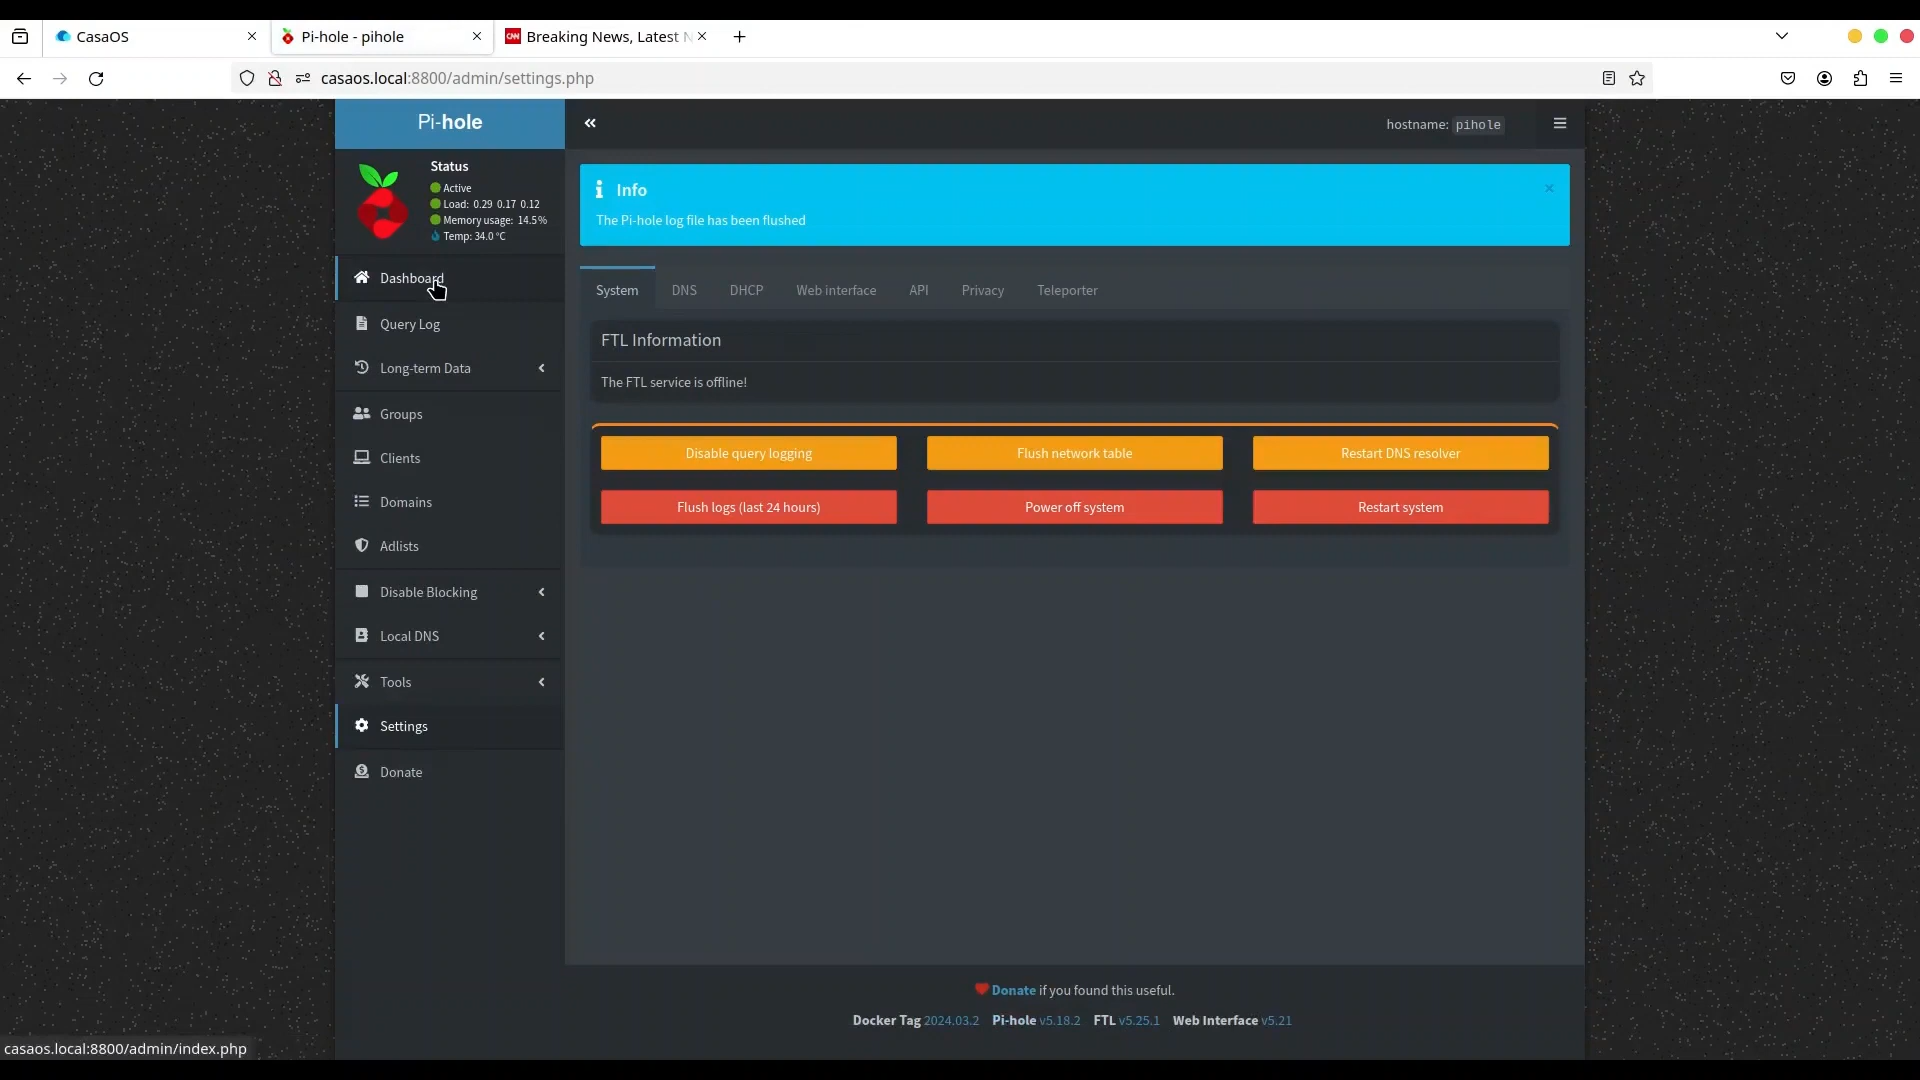 CasaOS
Pi-hole - pihole
CNN Breaking News, Latest N
casaos.local:8800/admin/settings.php
Pi-hole
hostname: pihole
Status
Active
Load: 0.29 0.17 0.12
Memory usage: 14.5%
Temp: 34.0 °C
Info
The Pi-hole log file has been flushed
Dashboard
Query Log
Long-term Data
Groups
Clients
Domains
Adlists
Disable Blocking
Local DNS
Tools
Settings
Donate
System DNS DHCP Web interface API Privacy Teleporter
FTL Information
The FTL service is offline!
Disable query logging Flush network table Restart DNS resolver
Flush logs (last 24 hours) Power off system Restart system
Donate if you found this useful.
Docker Tag 2024.03.2 Pi-hole v5.18.2 FTL v5.25.1 Web Interface v5.21
casaos.local:8800/admin/index.php